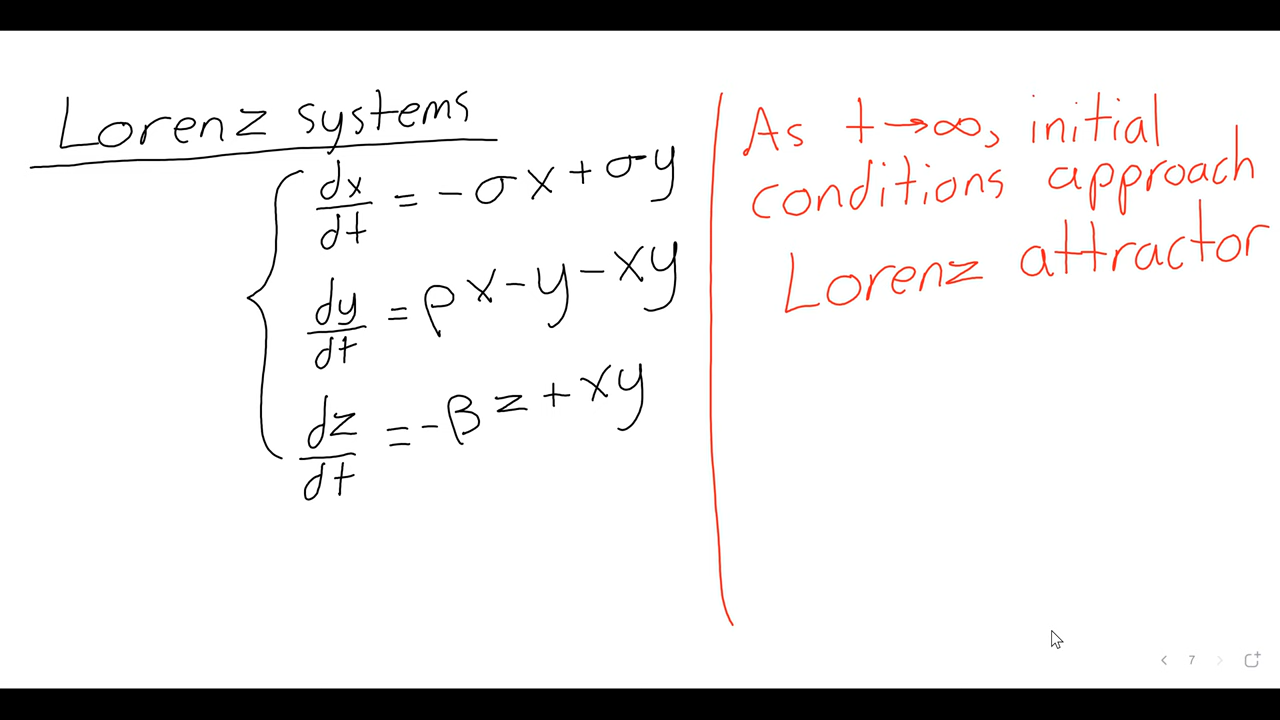 Lorenz systems
dx/dt = -σx + σy
dy/dt = ρx - y - xy
dz/dt = -βz + xy
As t→∞, initial
conditions approach
Lorenz attractor
7